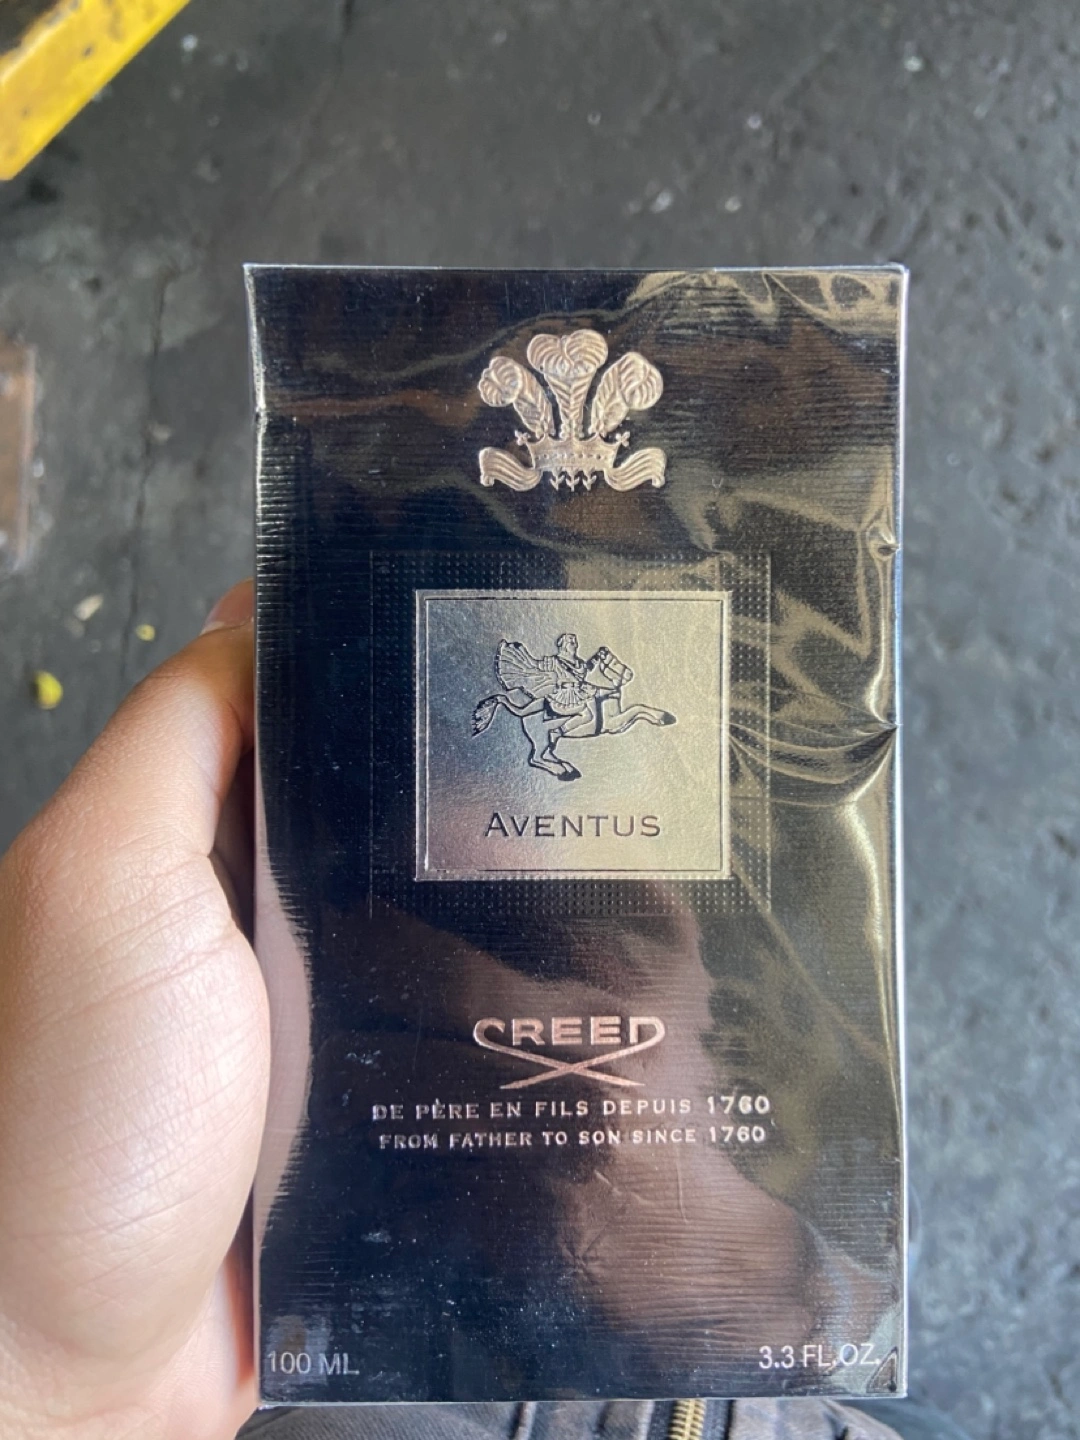 AVENTUS
CREED
DE PÈRE EN FILS DEPUIS 1760
FROM FATHER TO SON SINCE 1760
100 ML
3.3 FL.OZ.